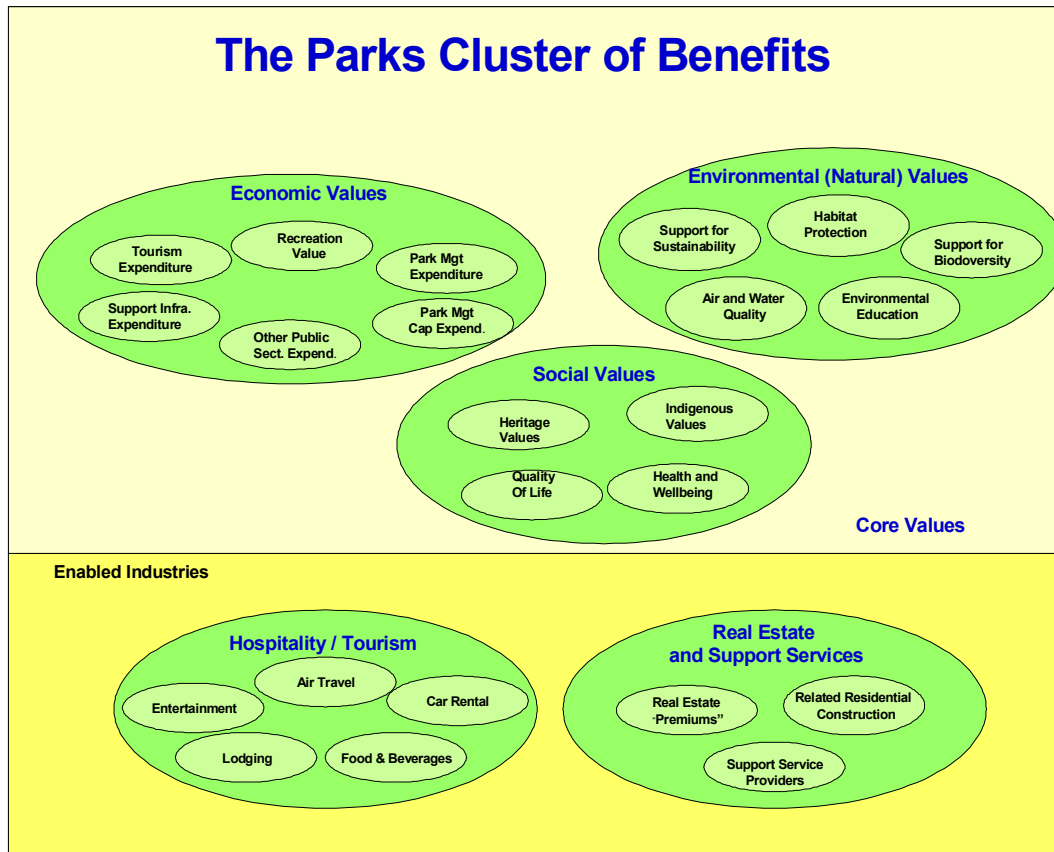 The Parks Cluster of Benefits
Economic Values
Tourism
Expenditure
Recreation
Value
Park Mgt
Expenditure
Support Infra.
Expenditure
Other Public
Sect. Expend.
Park Mgt
Cap Expend.
Environmental (Natural) Values
Support for
Sustainability
Habitat
Protection
Support for
Biodoversity
Air and Water
Quality
Environmental
Education
Social Values
Heritage
Values
Indigenous
Values
Quality
Of Life
Health and
Wellbeing
Core Values
Enabled Industries
Hospitality / Tourism
Entertainment
Air Travel
Car Rental
Lodging
Food & Beverages
Real Estate
and Support Services
Real Estate
“Premiums”
Related Residential
Construction
Support Service
Providers